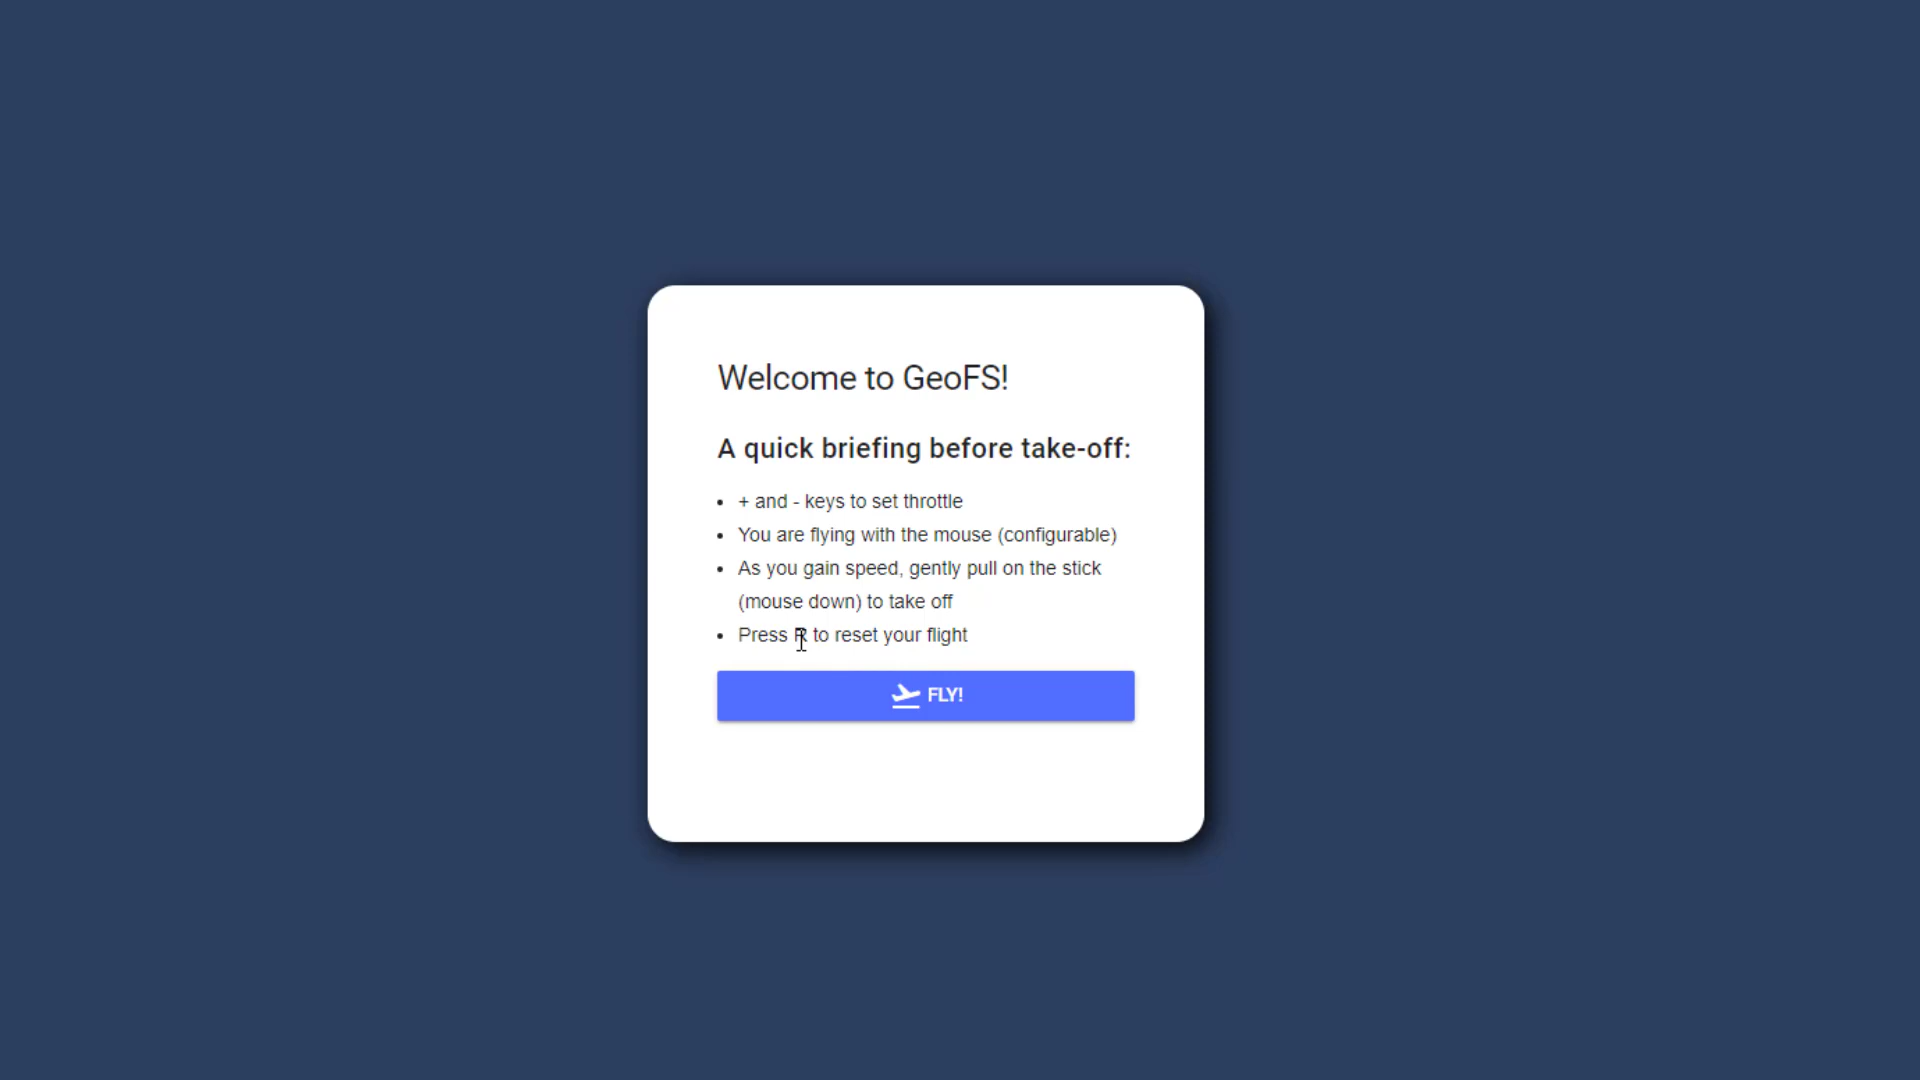 Welcome to GeoFS!
A quick briefing before take-off:
+ and - keys to set throttle
You are flying with the mouse (configurable)
As you gain speed, gently pull on the stick
(mouse down) to take off
Press R to reset your flight
FLY!